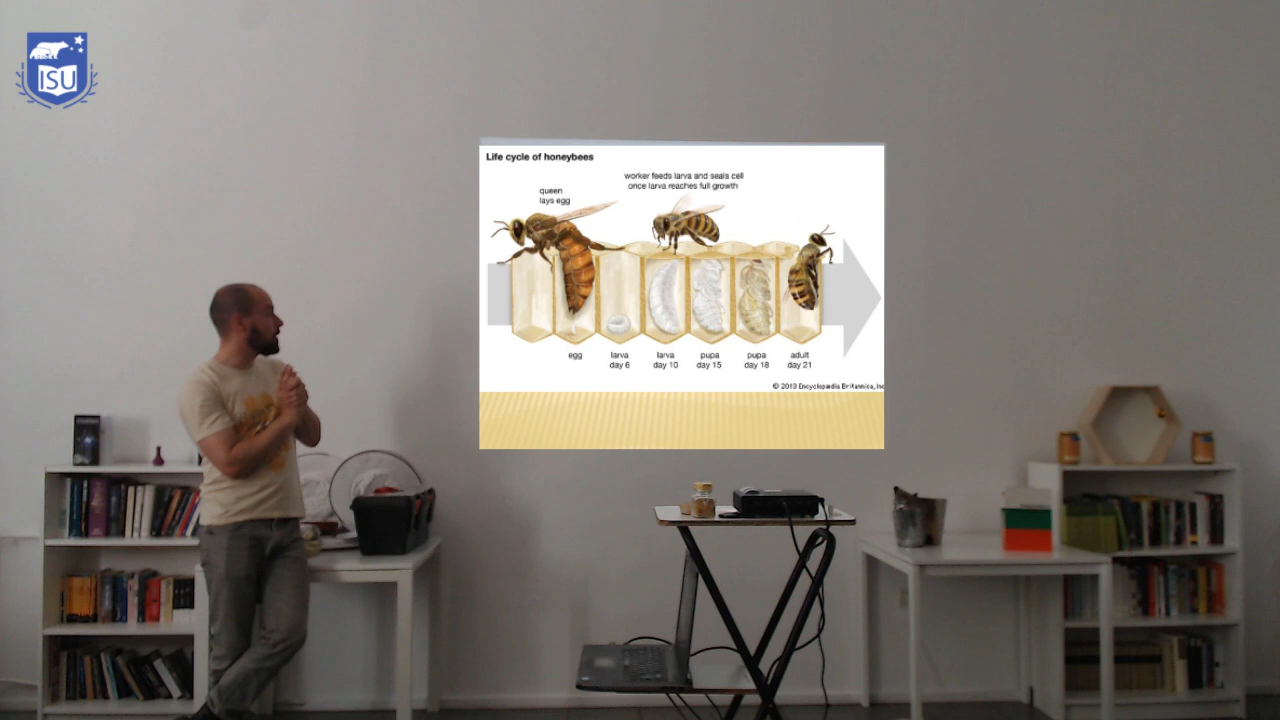 ISU
Life cycle of honeybees
worker feeds larva and seals cell
once larva reaches full growth
queen
lays egg
egg
larva
day 6
larva
day 10
pupa
day 15
pupa
day 18
adult
day 21
© 2013 Encyclopædia Britannica, Inc